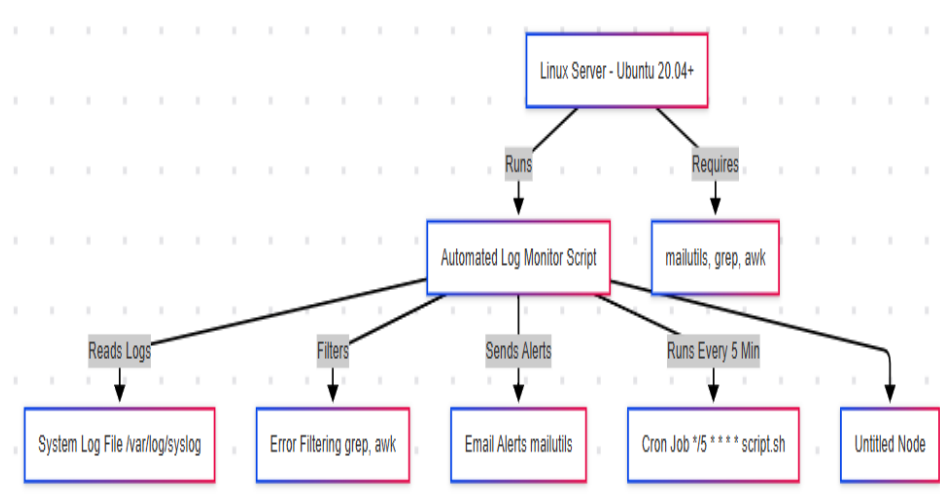 Linux Server - Ubuntu 20.04+
Runs
Requires
Automated Log Monitor Script
mailutils, grep, awk
Reads Logs
Filters
Sends Alerts
Runs Every 5 Min
System Log File /var/log/syslog
Error Filtering grep, awk
Email Alerts mailutils
Cron Job */5 * * * * script.sh
Untitled Node